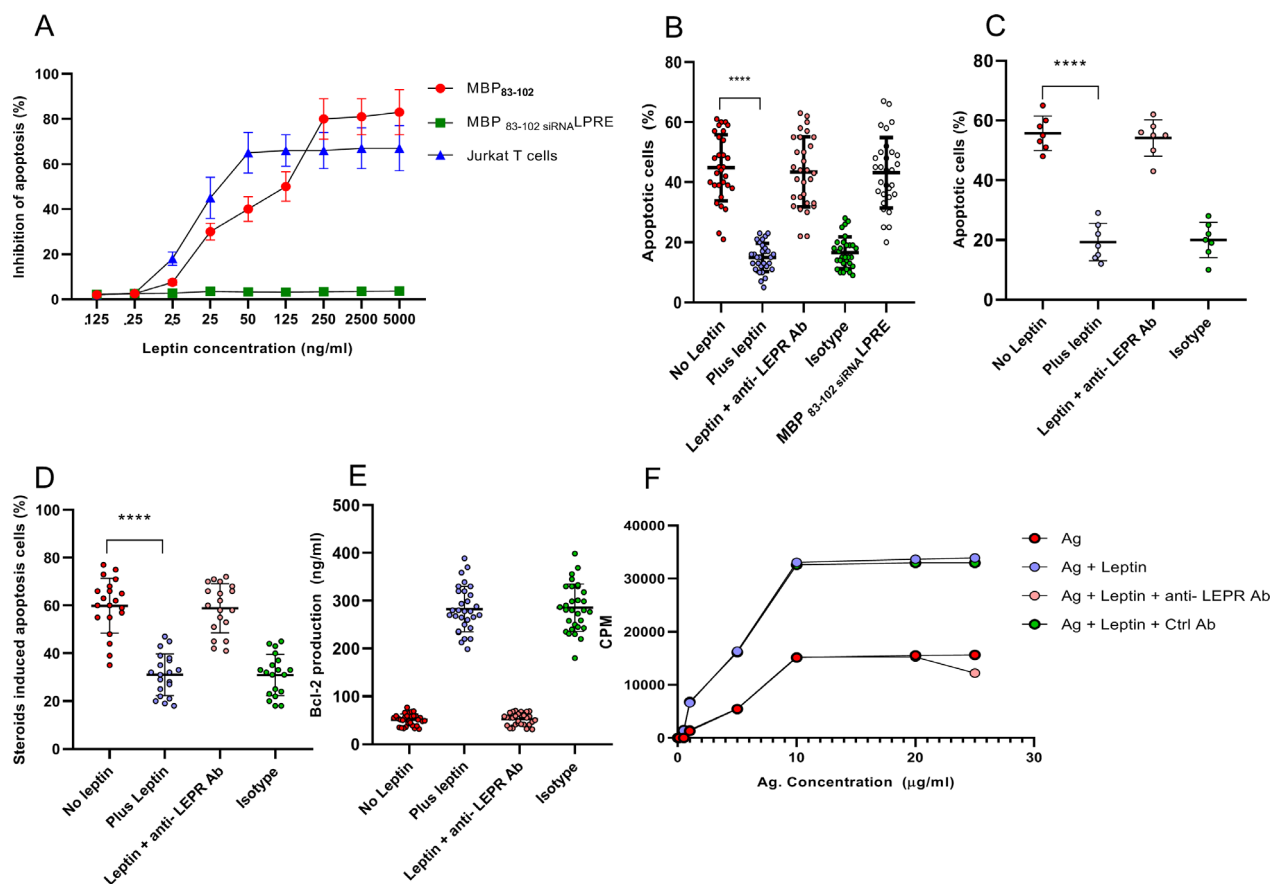 A
Inhibition of apoptosis (%)
100
80
60
40
20
0
.125
.25
2.5
25
50
125
250
2500
5000
Leptin concentration (ng/ml)
MBP83-102
MBP 83-102 siRNA LPRE
Jurkat T cells
B
Apoptotic cells (%)
80
60
40
20
0
****
No Leptin
Plus leptin
Leptin + anti- LEPR Ab
Isotype
MBP 83-102 siRNA LPRE
C
Apoptotic cells (%)
80
60
40
20
0
****
No Leptin
Plus leptin
Leptin + anti- LEPR Ab
Isotype
D
Steroids induced apoptosis cells (%)
100
80
60
40
20
0
****
No leptin
Plus Leptin
Leptin + anti- LEPR Ab
Isotype
E
Bcl-2 production (ng/ml)
500
400
300
200
100
0
No Leptin
Plus leptin
Leptin + anti- LEPR Ab
Isotype
F
CPM
40000
30000
20000
10000
0
0
10
20
30
Ag. Concentration (μg/ml)
Ag
Ag + Leptin
Ag + Leptin + anti- LEPR Ab
Ag + Leptin + Ctrl Ab